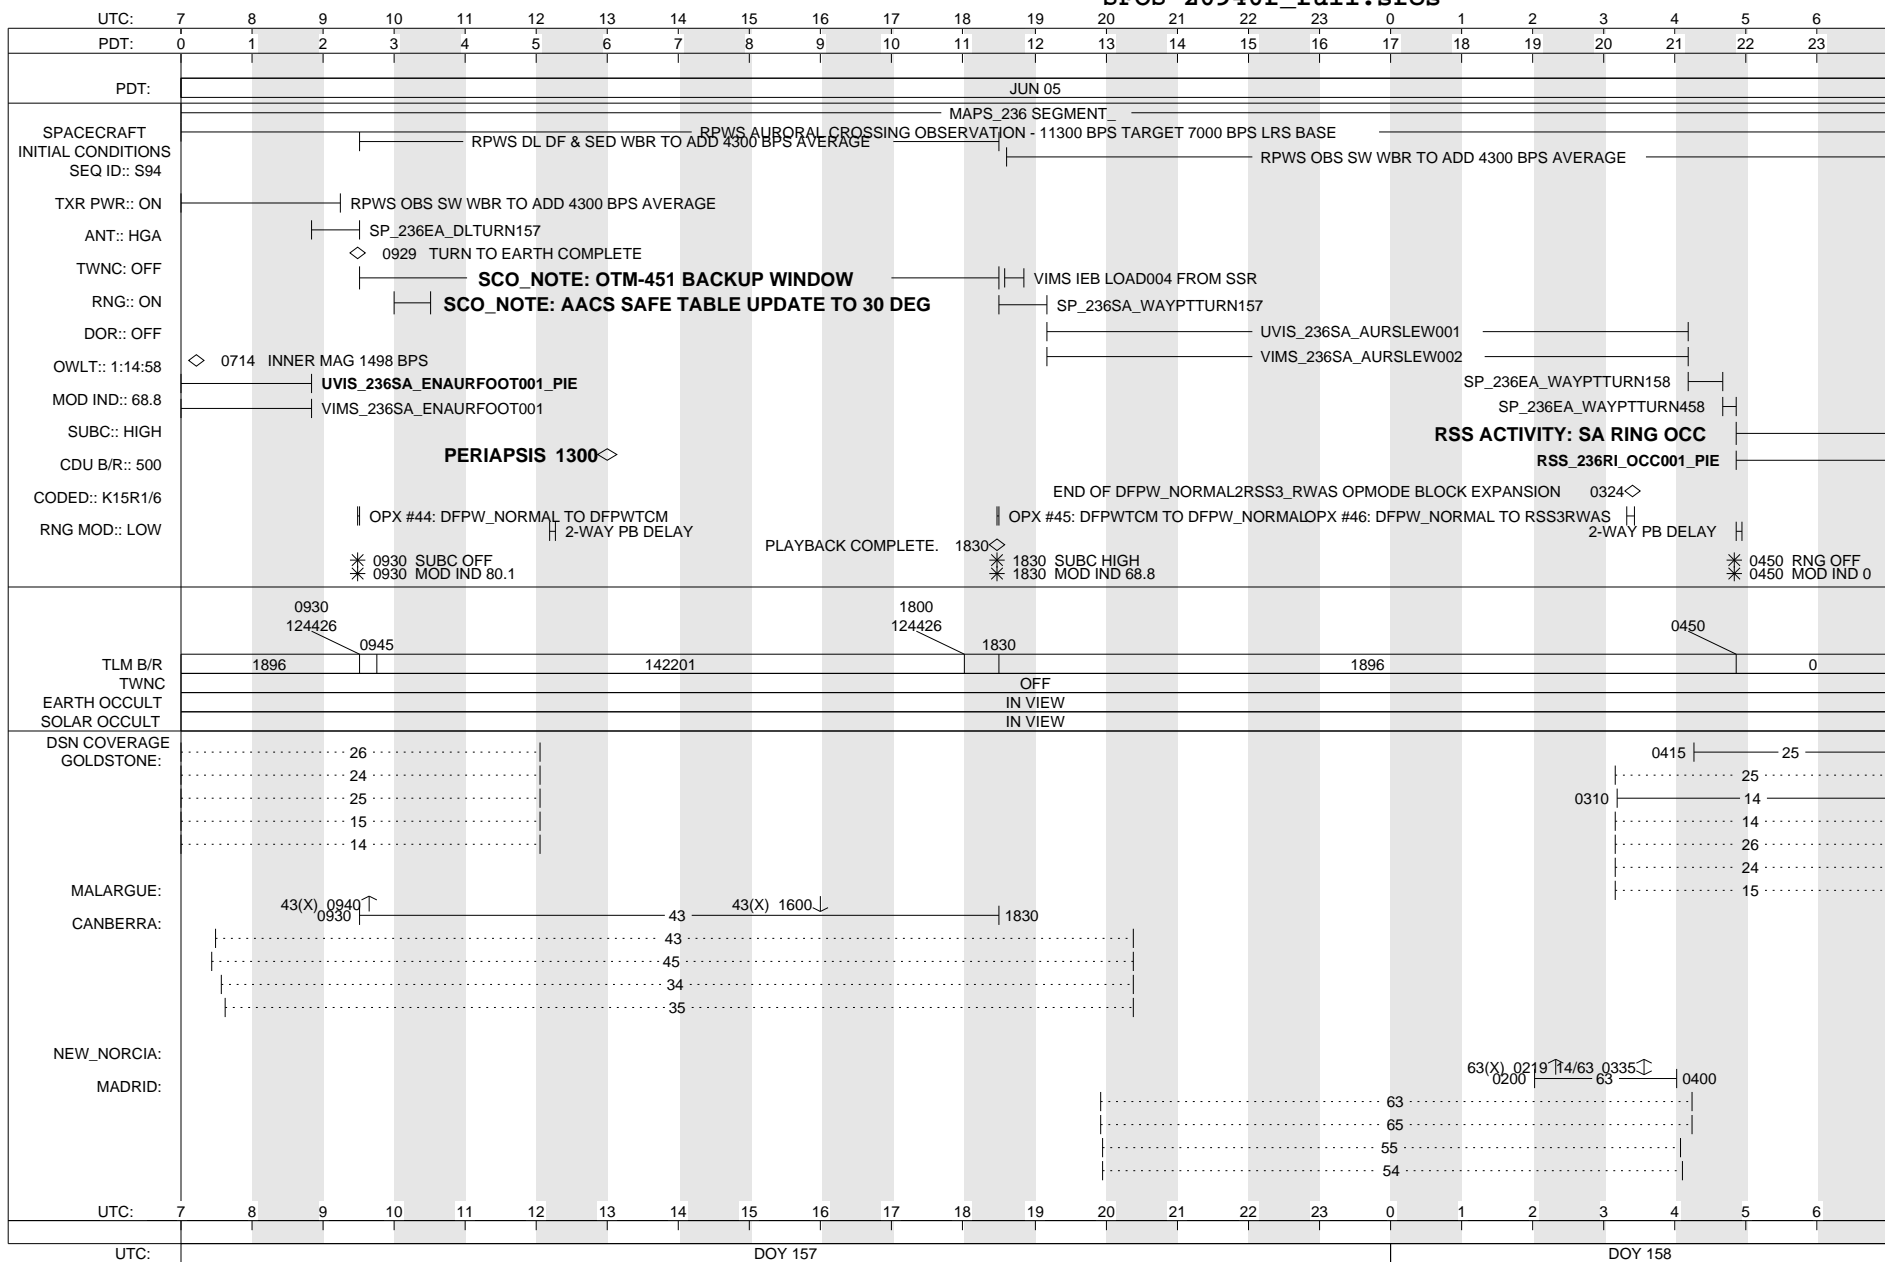 SFOS 20940I_Full.sfos
UTC: 7 8 9 10 11 12 13 14 15 16 17 18 19 20 21 22 23 0 1 2 3 4 5 6
PDT: 0 1 2 3 4 5 6 7 8 9 10 11 12 13 14 15 16 17 18 19 20 21 22 23
PDT: JUN 05
MAPS_236 SEGMENT_
SPACECRAFT RPWS AURORAL CROSSING OBSERVATION - 11300 BPS TARGET 7000 BPS LRS BASE
RPWS DL DF & SED WBR TO ADD 4300 BPS AVERAGE
INITIAL CONDITIONS RPWS OBS SW WBR TO ADD 4300 BPS AVERAGE
SEQ ID:: S94
TXR PWR:: ON RPWS OBS SW WBR TO ADD 4300 BPS AVERAGE
ANT:: HGA SP_236EA_DLTURN157
0929 TURN TO EARTH COMPLETE
TWNC: OFF SCO_NOTE: OTM-451 BACKUP WINDOW VIMS IEB LOAD004 FROM SSR
RNG:: ON SCO_NOTE: AACS SAFE TABLE UPDATE TO 30 DEG SP_236SA_WAYPTTURN157
DOR:: OFF UVIS_236SA_AURSLEW001
0714 INNER MAG 1498 BPS VIMS_236SA_AURSLEW002
OWLT:: 1:14:58
UVIS_236SA_ENAURFOOT001_PIE SP_236EA_WAYPTTURN158
MOD IND:: 68.8 VIMS_236SA_ENAURFOOT001 SP_236EA_WAYPTTURN458
SUBC:: HIGH RSS ACTIVITY: SA RING OCC
PERIAPSIS 1300 RSS_236RI_OCC001_PIE
CDU B/R:: 500
CODED:: K15R1/6 END OF DFPW_NORMAL2RSS3_RWAS OPMODE BLOCK EXPANSION 0324
OPX #44: DFPW_NORMAL TO DFPWTCM OPX #45: DFPWTCM TO DFPW_NORMAL OPX #46: DFPW_NORMAL TO RSS3RWAS
RNG MOD:: LOW 2-WAY PB DELAY 2-WAY PB DELAY
PLAYBACK COMPLETE. 1830
0930 SUBC OFF 1830 SUBC HIGH 0450 RNG OFF
0930 MOD IND 80.1 1830 MOD IND 68.8 0450 MOD IND 0
0930 1800
124426 124426 0450
0945 1830
TLM B/R 1896 142201 1896 0
TWNC OFF
EARTH OCCULT IN VIEW
SOLAR OCCULT IN VIEW
DSN COVERAGE
GOLDSTONE: 26 0415 25
24 25
25 0310 14
15 14
14 26
24
MALARGUE: 15
43(X) 0940 43(X) 1600
CANBERRA: 0930 43 1830
43
45
34
35
NEW_NORCIA:
63(X) 0219 14/63 0335
MADRID: 0200 63 0400
63
65
55
54
UTC: 7 8 9 10 11 12 13 14 15 16 17 18 19 20 21 22 23 0 1 2 3 4 5 6
UTC: DOY 157 DOY 158